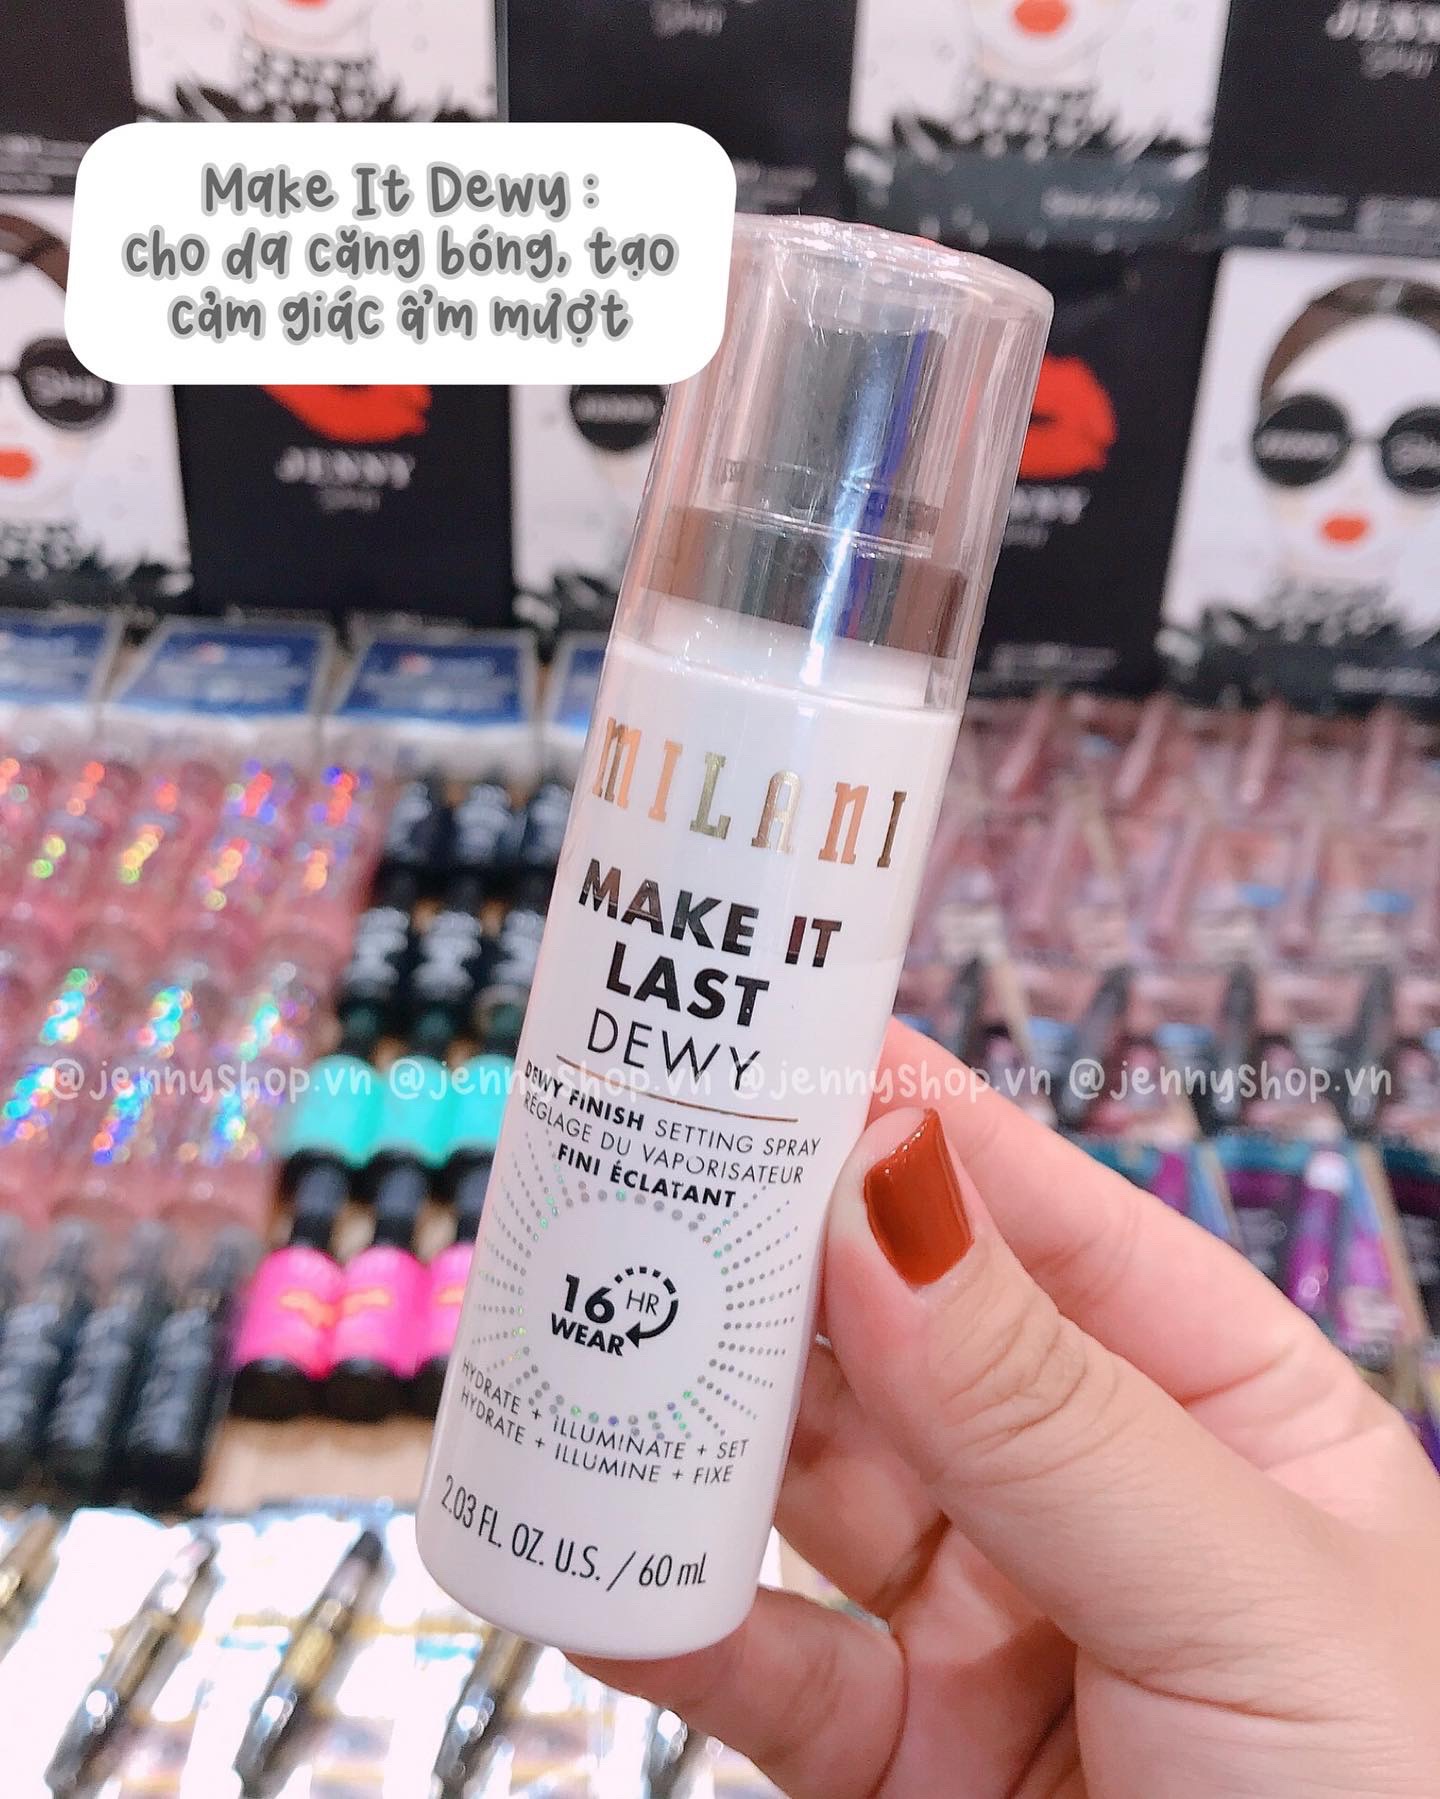 Make It Dewy :
cho da căng bóng, tạo
cảm giác ẩm mượt
JENNY
MILANI
MAKE IT
LAST
DEWY
DEWY FINISH SETTING SPRAY
RÉGLAGE DU VAPORISATEUR
FINI ÉCLATANT
@jennyshop.vn @jennyshop.vn @jennyshop.vn @jennyshop.vn
16 HR
WEAR
HYDRATE + ILLUMINATE + SET
HYDRATE + ILLUMINE + FIXE
2.03 FL. OZ. U.S. / 60 mL